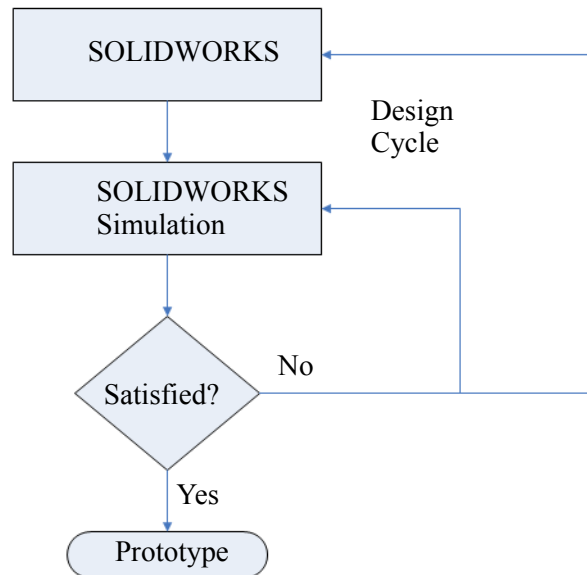 SOLIDWORKS
Design
Cycle
SOLIDWORKS
Simulation
Satisfied?
No
Yes
Prototype